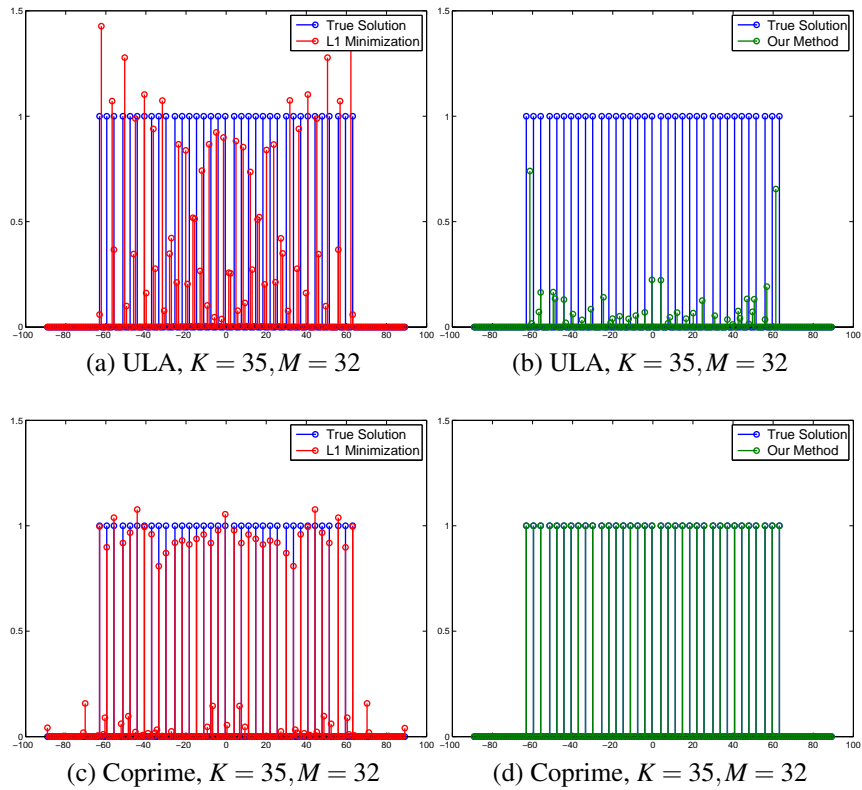 1.5
1
0.5
0
−100 −80 −60 −40 −20 0 20 40 60 80 100
True Solution
L1 Minimization
(a) ULA, K = 35, M = 32
1.5
1
0.5
0
−100 −80 −60 −40 −20 0 20 40 60 80 100
True Solution
Our Method
(b) ULA, K = 35, M = 32
1.5
1
0.5
0
−100 −80 −60 −40 −20 0 20 40 60 80 100
True Solution
L1 Minimization
(c) Coprime, K = 35, M = 32
1.5
1
0.5
0
−100 −80 −60 −40 −20 0 20 40 60 80 100
True Solution
Our Method
(d) Coprime, K = 35, M = 32